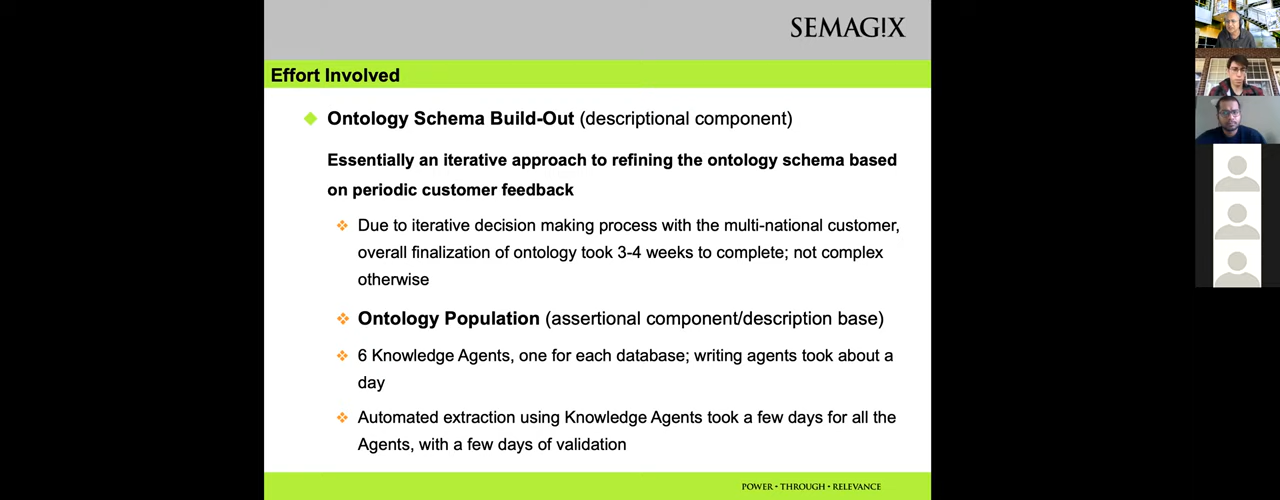 SEMAG!X
Effort Involved
Ontology Schema Build-Out (descriptional component)
Essentially an iterative approach to refining the ontology schema based
on periodic customer feedback
Due to iterative decision making process with the multi-national customer,
overall finalization of ontology took 3-4 weeks to complete; not complex
otherwise
Ontology Population (assertional component/description base)
6 Knowledge Agents, one for each database; writing agents took about a
day
Automated extraction using Knowledge Agents took a few days for all the
Agents, with a few days of validation
POWER • THROUGH • RELEVANCE